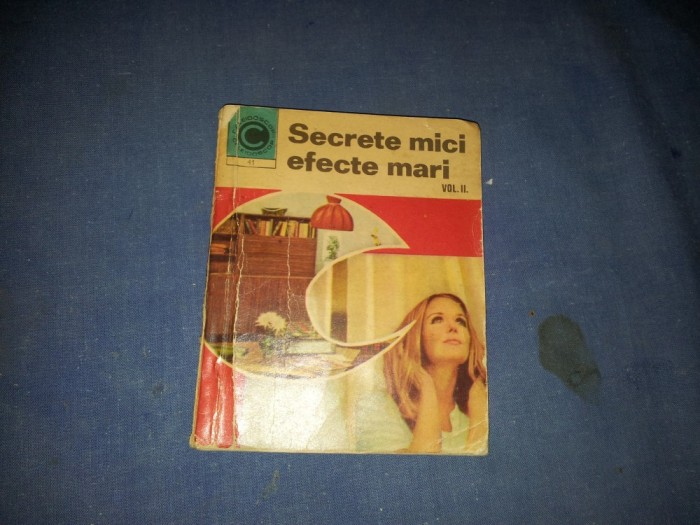 C
Secrete mici
efecte mari
VOL. II.